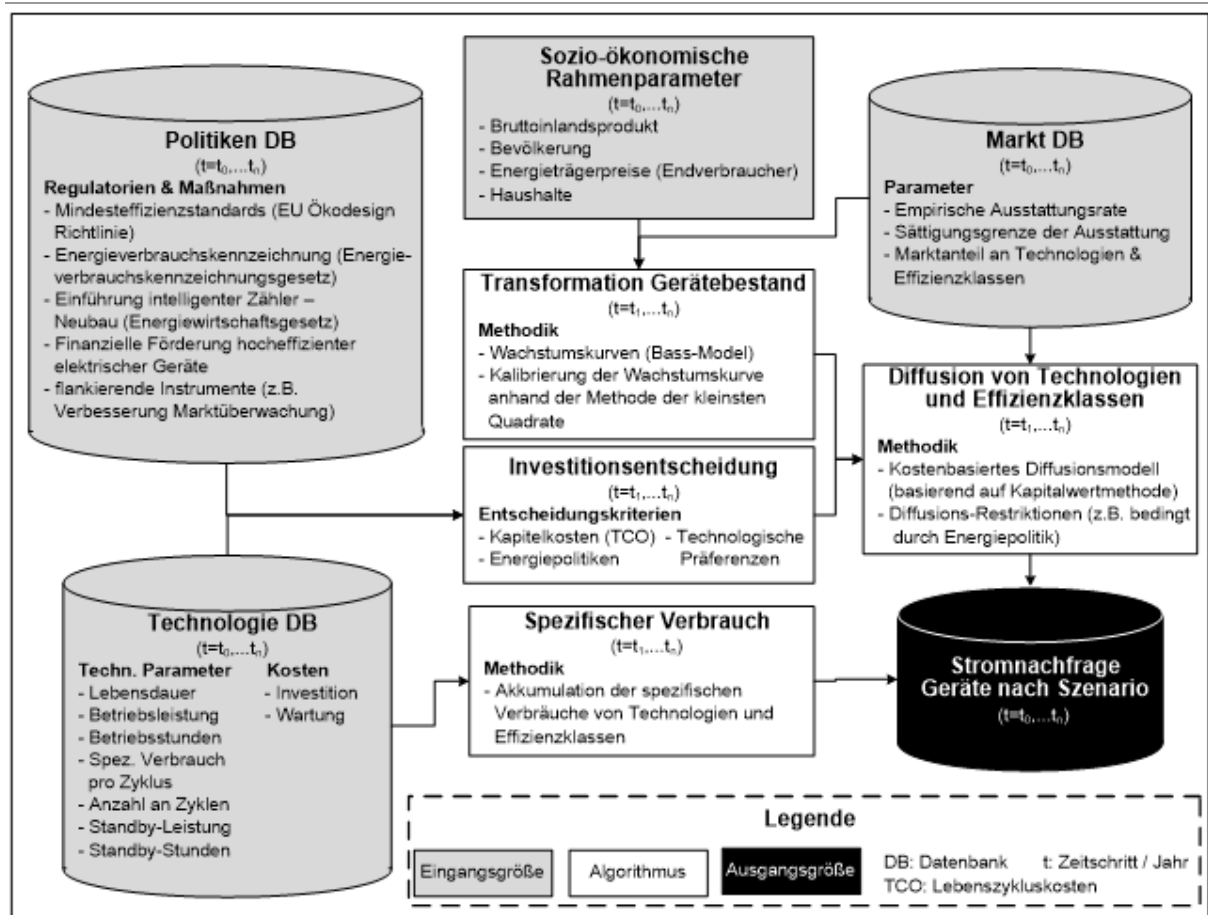 Politiken DB
(t=t0,...tn)
Regulatorien & Maßnahmen
- Mindesteffizienzstandards (EU Ökodesign
Richtlinie)
- Energieverbrauchskennzeichnung (Energie-
verbrauchskennzeichnungsgesetz)
- Einführung intelligenter Zähler –
Neubau (Energiewirtschaftsgesetz)
- Finanzielle Förderung hocheffizienter
elektrischer Geräte
- flankierende Instrumente (z.B.
Verbesserung Marktüberwachung)
Sozio-ökonomische
Rahmenparameter
(t=t0,...tn)
- Bruttoinlandsprodukt
- Bevölkerung
- Energieträgerpreise (Endverbraucher)
- Haushalte
Markt DB
(t=t0,...tn)
Parameter
- Empirische Ausstattungsrate
- Sättigungsgrenze der Ausstattung
- Marktanteil an Technologien &
Effizienzklassen
Transformation Gerätebestand
(t=t1,...tn)
Methodik
- Wachstumskurven (Bass-Model)
- Kalibrierung der Wachstumskurve
anhand der Methode der kleinsten
Quadrate
Investitionsentscheidung
(t=t1,...tn)
Entscheidungskriterien
- Kapitelkosten (TCO) - Technologische
- Energiepolitiken Präferenzen
Diffusion von Technologien
und Effizienzklassen
(t=t1,...tn)
Methodik
- Kostenbasiertes Diffusionsmodell
(basierend auf Kapitalwertmethode)
- Diffusions-Restriktionen (z.B. bedingt
durch Energiepolitik)
Technologie DB
(t=t0,...tn)
Techn. Parameter Kosten
- Lebensdauer - Investition
- Betriebsleistung - Wartung
- Betriebsstunden
- Spez. Verbrauch
pro Zyklus
- Anzahl an Zyklen
- Standby-Leistung
- Standby-Stunden
Spezifischer Verbrauch
(t=t1,...tn)
Methodik
- Akkumulation der spezifischen
Verbräuche von Technologien und
Effizienzklassen
Stromnachfrage
Geräte nach Szenario
(t=t0,...tn)
Legende
Eingangsgröße Algorithmus Ausgangsgröße DB: Datenbank t: Zeitschritt / Jahr
TCO: Lebenszykluskosten